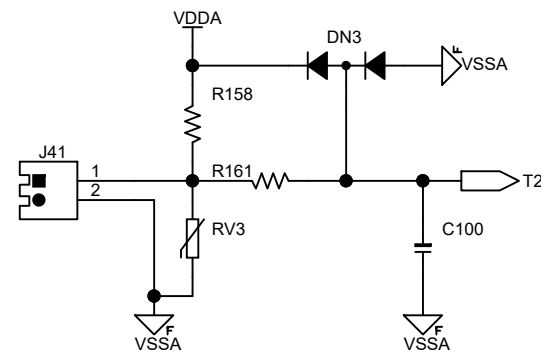 VDDA
DN3
F
VSSA
R158
J41
1
R161
T2
2
RV3
C100
F
VSSA
F
VSSA